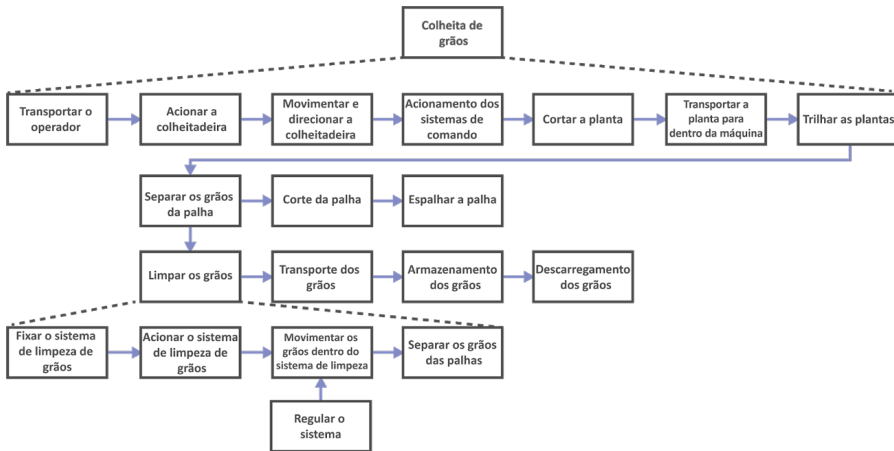 Colheita de
grãos
Transportar o
operador
Acionar a
colheitadeira
Movimentar e
direcionar a
colheitadeira
Acionamento dos
sistemas de
comando
Cortar a planta
Transportar a
planta para
dentro da máquina
Trilhar as plantas
Separar os grãos
da palha
Corte da palha
Espalhar a palha
Limpar os grãos
Transporte dos
grãos
Armazenamento
dos grãos
Descarregamento
dos grãos
Fixar o sistema
de limpeza de
grãos
Acionar o sistema
de limpeza de
grãos
Movimentar os
grãos dentro do
sistema de limpeza
Separar os grãos
das palhas
Regular o
sistema